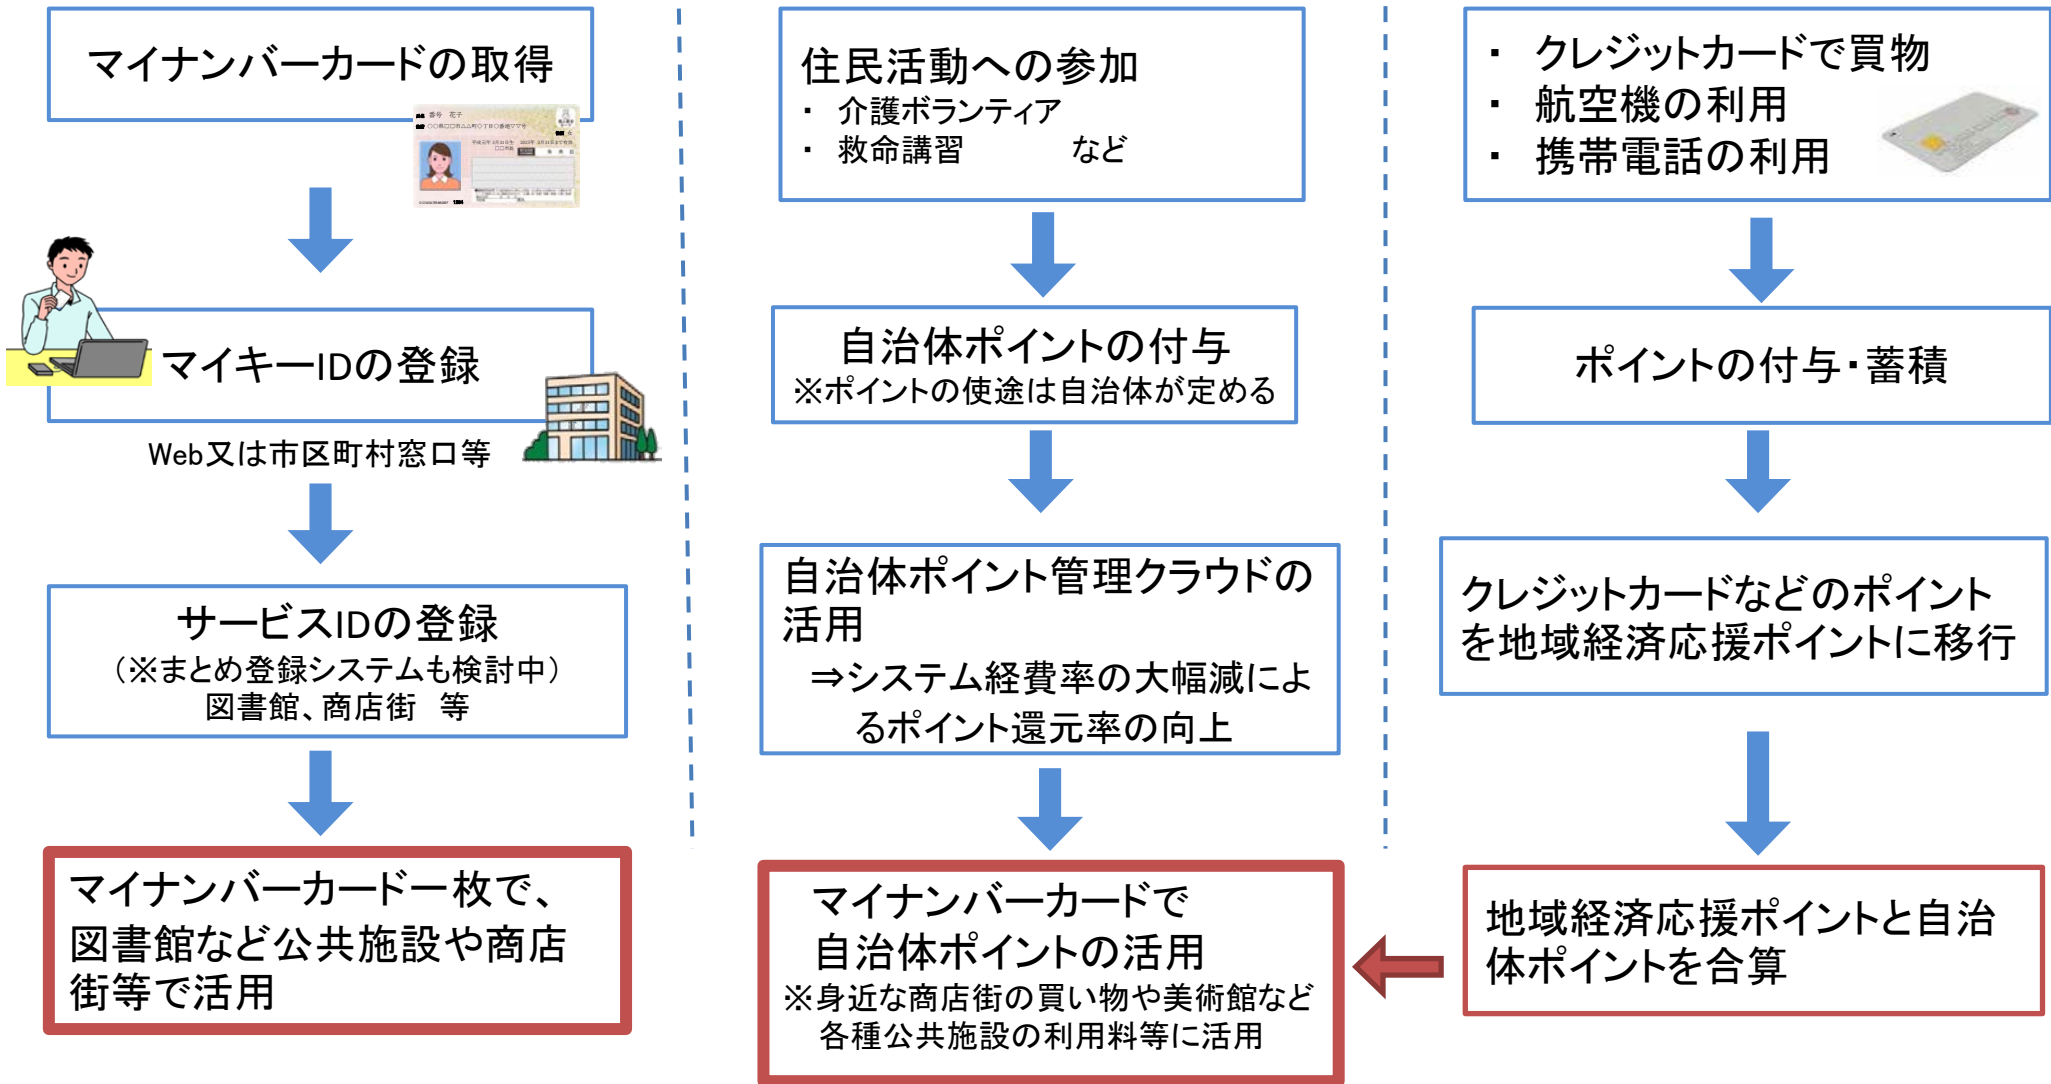 マイナンバーカードの取得
番号 花子
マイキーIDの登録
Web又は市区町村窓口等
サービスIDの登録
(※まとめ登録システムも検討中)
図書館、商店街 等
マイナンバーカード一枚で、
図書館など公共施設や商店
街等で活用
住民活動への参加
・ 介護ボランティア
・ 救命講習 など
自治体ポイントの付与
※ポイントの使途は自治体が定める
自治体ポイント管理クラウドの
活用
⇒システム経費率の大幅減によ
るポイント還元率の向上
マイナンバーカードで
自治体ポイントの活用
※身近な商店街の買い物や美術館など
各種公共施設の利用料等に活用
・ クレジットカードで買物
・ 航空機の利用
・ 携帯電話の利用
ポイントの付与・蓄積
クレジットカードなどのポイント
を地域経済応援ポイントに移行
地域経済応援ポイントと自治
体ポイントを合算